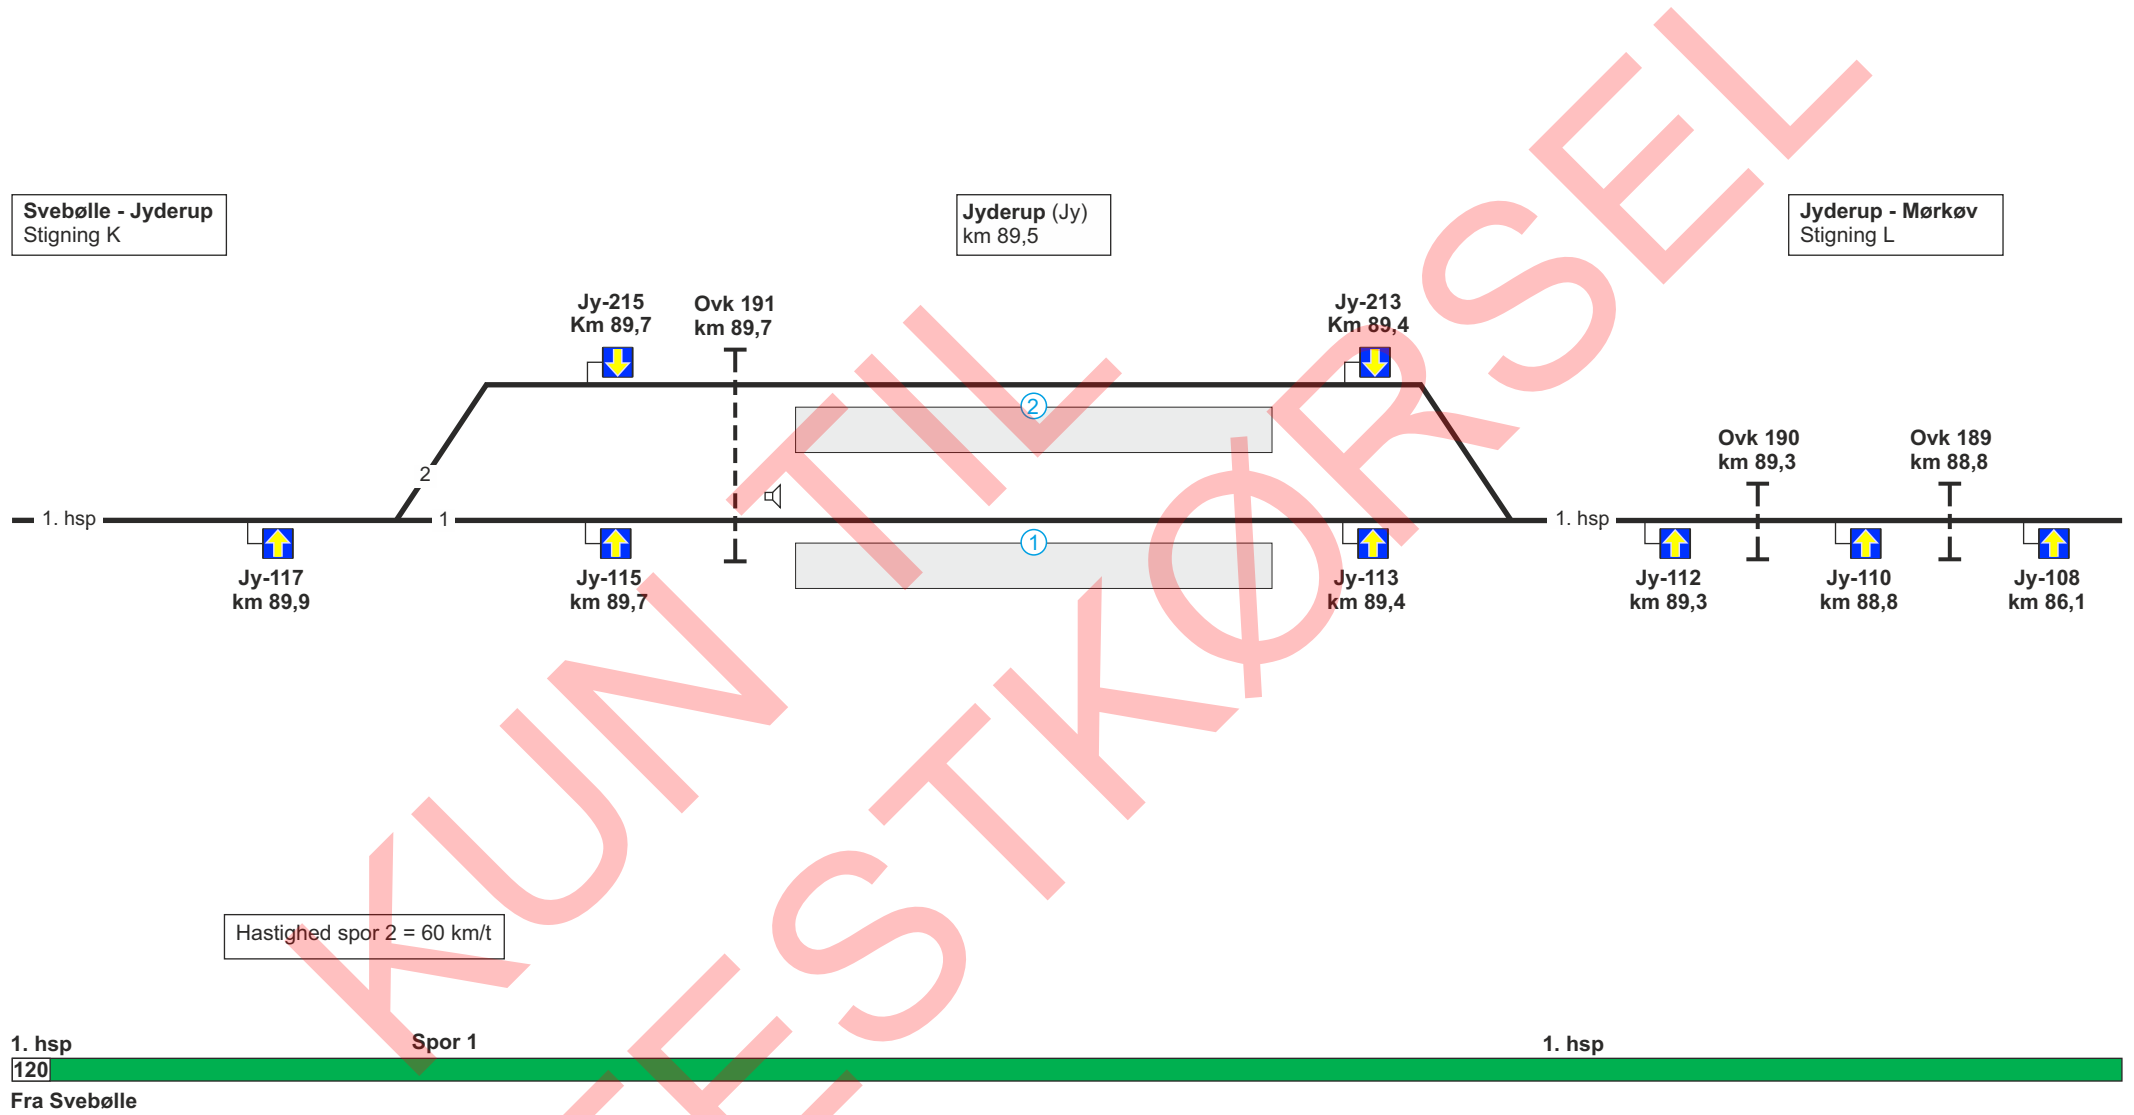 Svebølle - Jyderup
Stigning K
Jyderup (Jy)
km 89,5
Jyderup - Mørkøv
Stigning L
Jy-215
Km 89,7
Ovk 191
km 89,7
Jy-213
Km 89,4
2
Ovk 190
km 89,3
Ovk 189
km 88,8
2
1. hsp
1
1. hsp
1
Jy-117
km 89,9
Jy-115
km 89,7
Jy-113
km 89,4
Jy-112
km 89,3
Jy-110
km 88,8
Jy-108
km 86,1
KUN TIL
ESTKØRSEL
Hastighed spor 2 = 60 km/t
1. hsp
Spor 1
1. hsp
120
Fra Svebølle